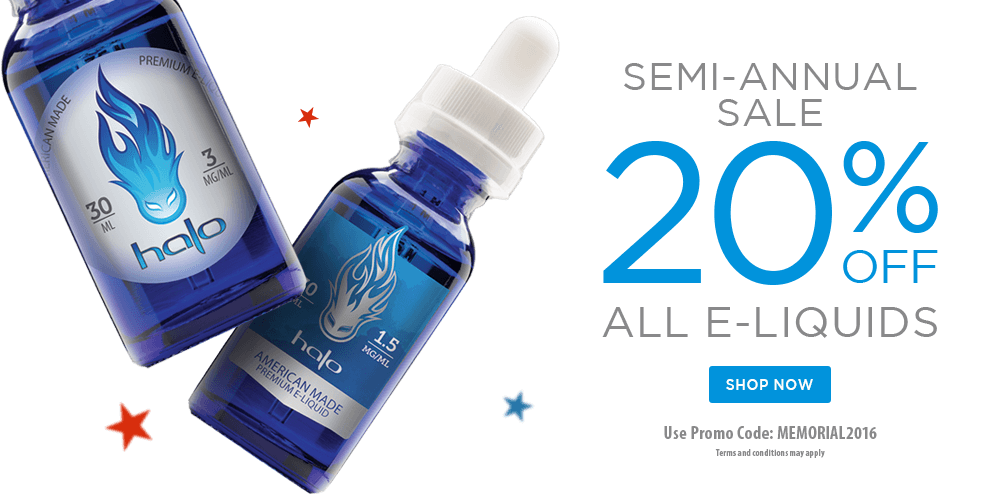 PREMIUM E-
AMERICAN MADE
30
ML
3
MG/ML
halo
ML
1.5
MG/ML
halo
AMERICAN MADE
PREMIUM E-LIQUID
SEMI-ANNUAL
SALE
20%
OFF
ALL E-LIQUIDS
SHOP NOW
Use Promo Code: MEMORIAL2016
Terms and conditions may apply